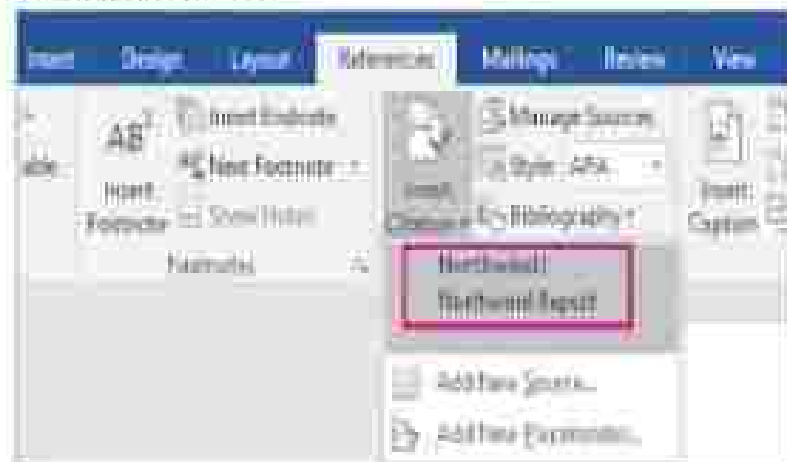 Insert Design Layout References Mailings Review View
AB Insert Endnote
Next Footnote
Insert Footnote
Show Notes
Footnotes
Insert
Manage Sources
Style: APA
Bibliography
Insert Caption
Add New Source...
Add New Placeholder...